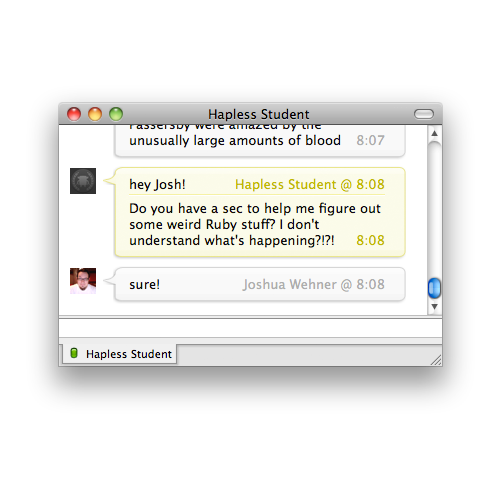 Hapless Student
Passersby were amazed by the
unusually large amounts of blood 8:07
hey Josh! Hapless Student @ 8:08
Do you have a sec to help me figure out
some weird Ruby stuff? I don't
understand what's happening?!?! 8:08
sure! Joshua Wehner @ 8:08
Hapless Student